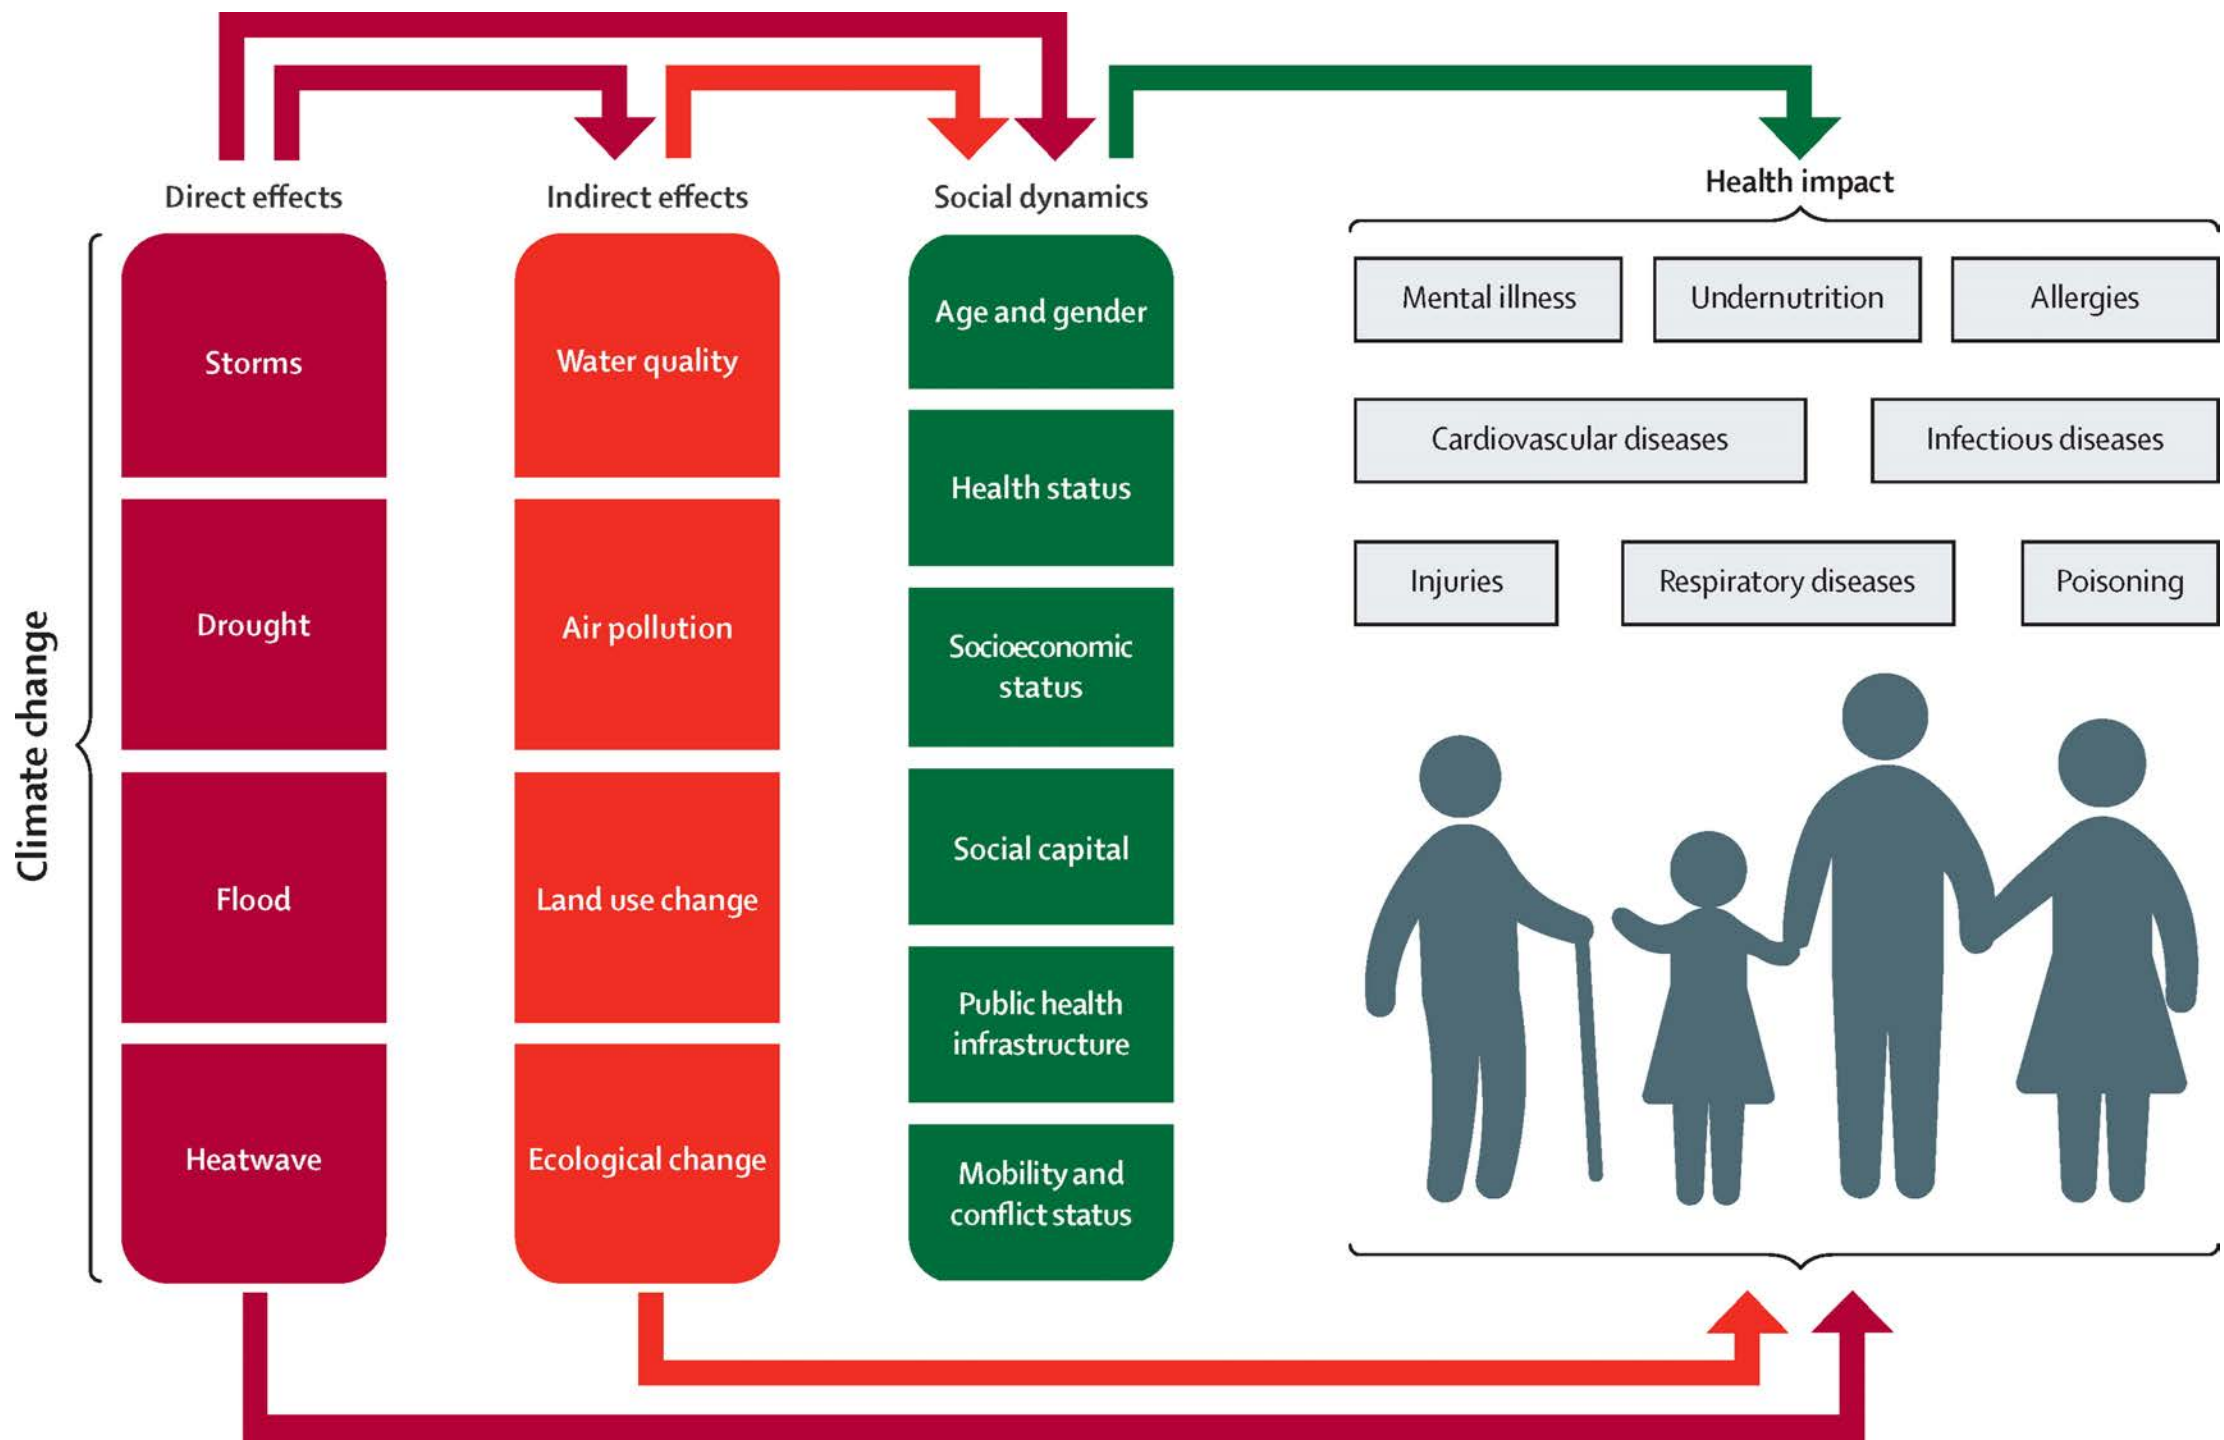 Direct effects
Indirect effects
Social dynamics
Health impact
Climate change
Storms
Drought
Flood
Heatwave
Water quality
Air pollution
Land use change
Ecological change
Age and gender
Health status
Socioeconomic
status
Social capital
Public health
infrastructure
Mobility and
conflict status
Mental illness
Undernutrition
Allergies
Cardiovascular diseases
Infectious diseases
Injuries
Respiratory diseases
Poisoning